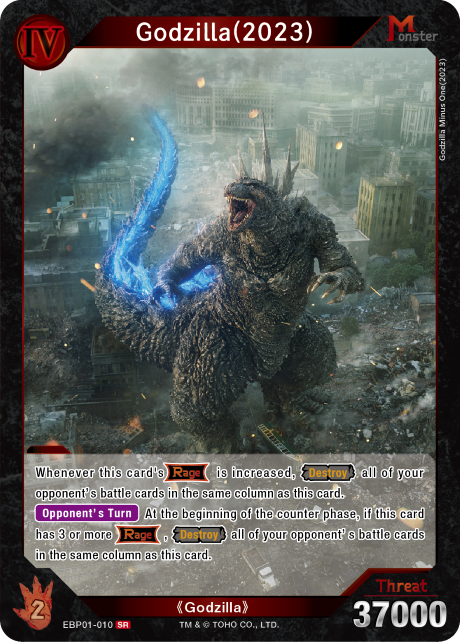 IV
Godzilla(2023)
Monster
Godzilla Minus One(2023)
Whenever this card's Rage is increased, Destroy all of your
opponent's battle cards in the same column as this card.
Opponent's Turn At the beginning of the counter phase, if this card
has 3 or more Rage , Destroy all of your opponent's battle cards
in the same column as this card.
2
EBP01-010 SR
《Godzilla》
TM & © TOHO CO., LTD.
Threat
37000